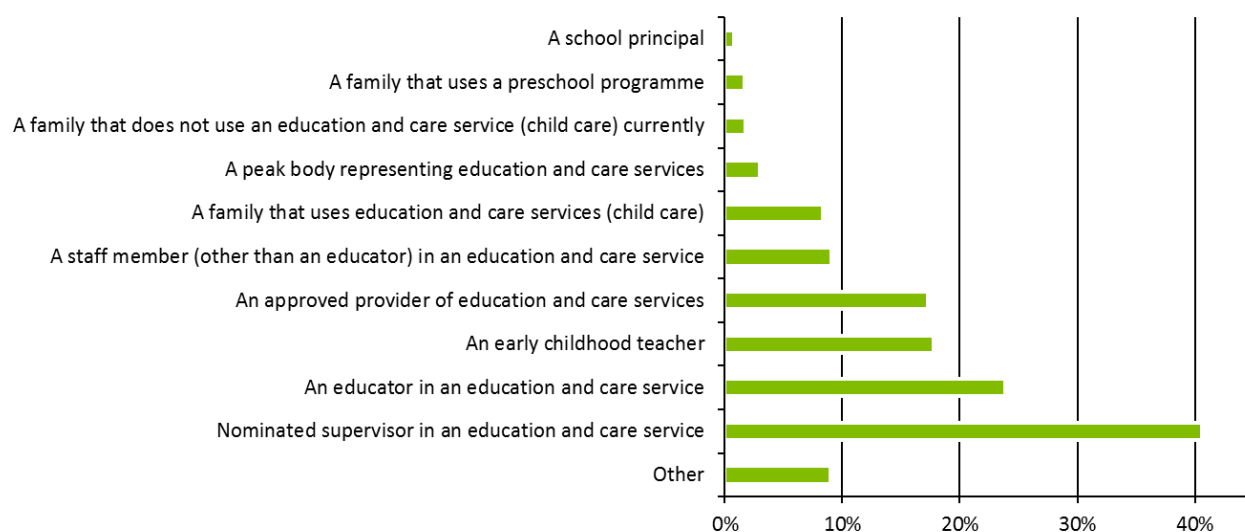 A school principal
A family that uses a preschool programme
A family that does not use an education and care service (child care) currently
A peak body representing education and care services
A family that uses education and care services (child care)
A staff member (other than an educator) in an education and care service
An approved provider of education and care services
An early childhood teacher
An educator in an education and care service
Nominated supervisor in an education and care service
Other
0% 10% 20% 30% 40%